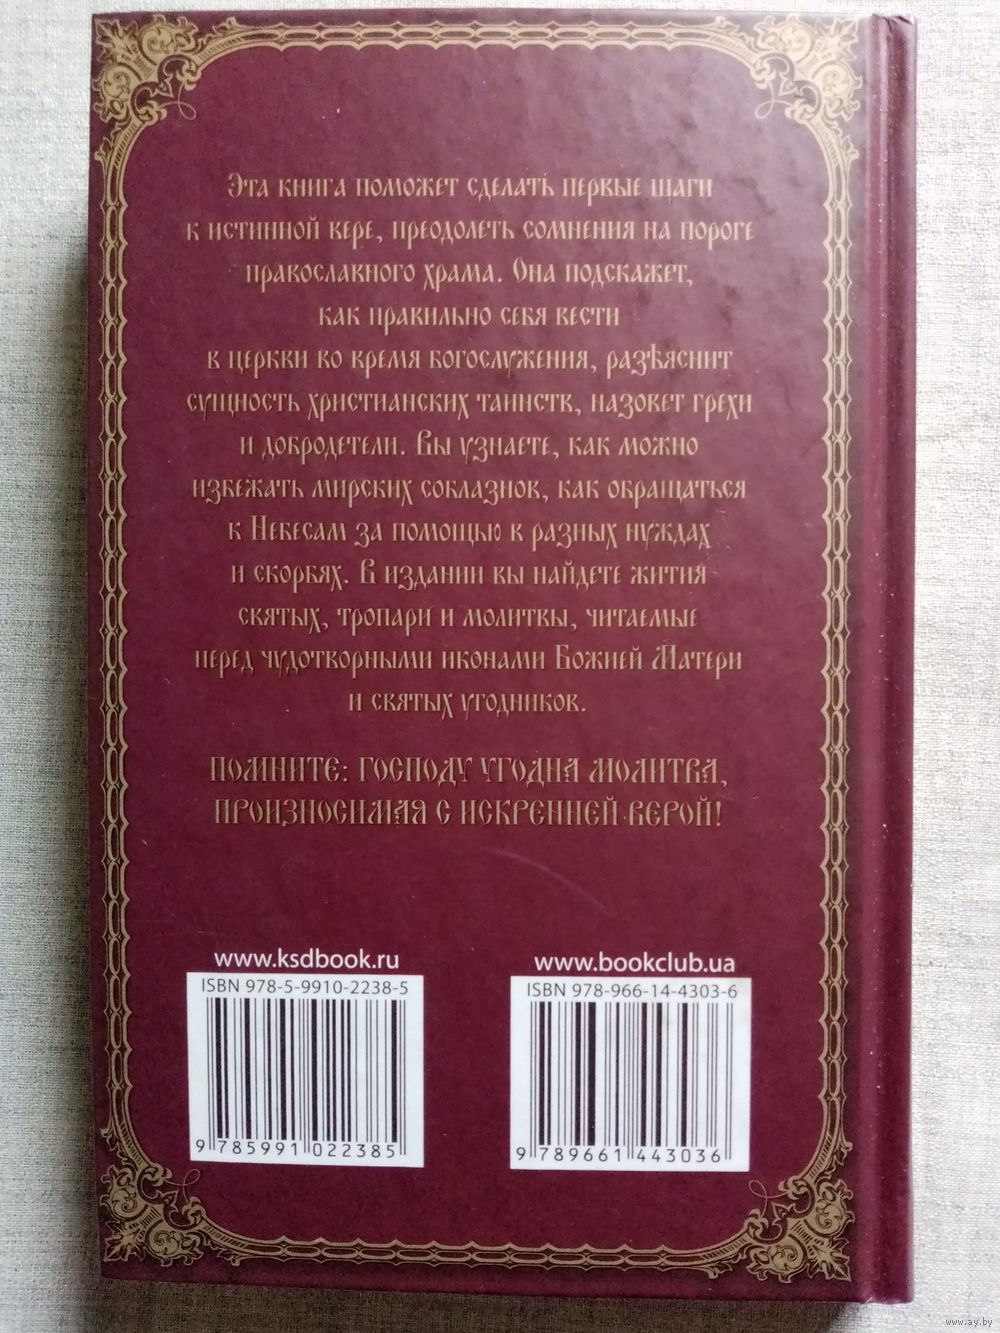 Эта книга поможет сделать первые шаги
к истинной вере, преодолеть сомнения на пороге
православного храма. Она подскажет,
как правильно себя вести
в церкви во время богослужения, разъяснит
сущность христианских таинств, назовет грехи
и добродетели. Вы узнаете, как можно
избежать мирских соблазнов, как обращаться
к Небесам за помощью в разных нуждах
и скорбях. В издании вы найдете жития
святых, тропари и молитвы, читаемые
перед чудотворными иконами Божией Матери
и святых угодников.
ПОМНИТЕ: ГОСПОДУ УГОДНА МОЛИТВА,
ПРОИЗНОСИМАЯ С ИСКРЕННЕЙ ВЕРОЙ!
www.ksdbook.ru
ISBN 978-5-9910-2238-5
9 785991 022385
www.bookclub.ua
ISBN 978-966-14-4303-6
9 789661 443036
www.ay.by